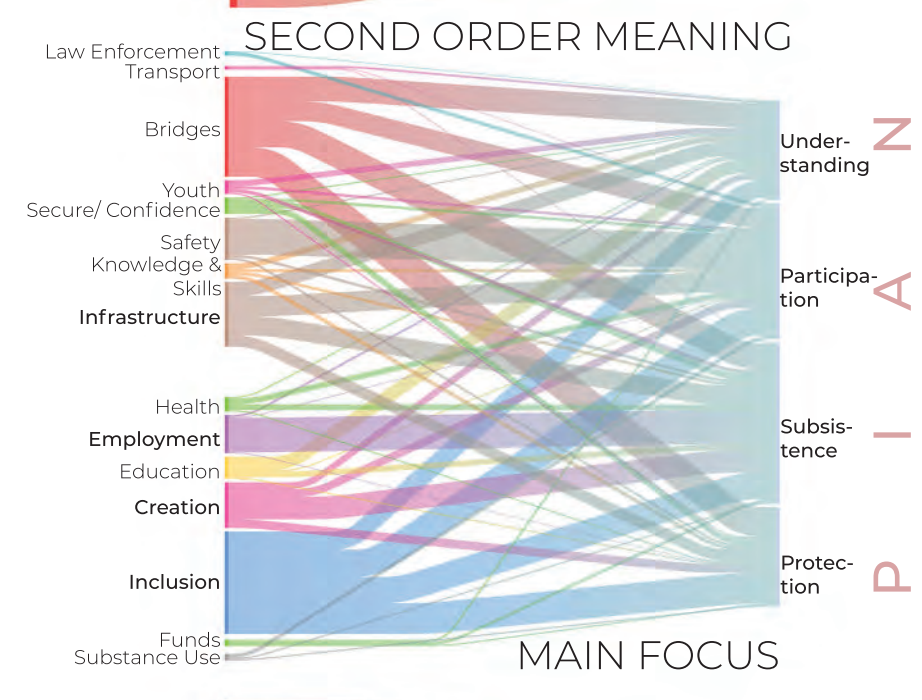 SECOND ORDER MEANING
Law Enforcement
Transport
Bridges
Youth
Secure/ Confidence
Safety
Knowledge &
Skills
Infrastructure
Health
Employment
Education
Creation
Inclusion
Funds
Substance Use
Under-
standing
Participa-
tion
Subsis-
tence
Protec-
tion
MAIN FOCUS
P I A N